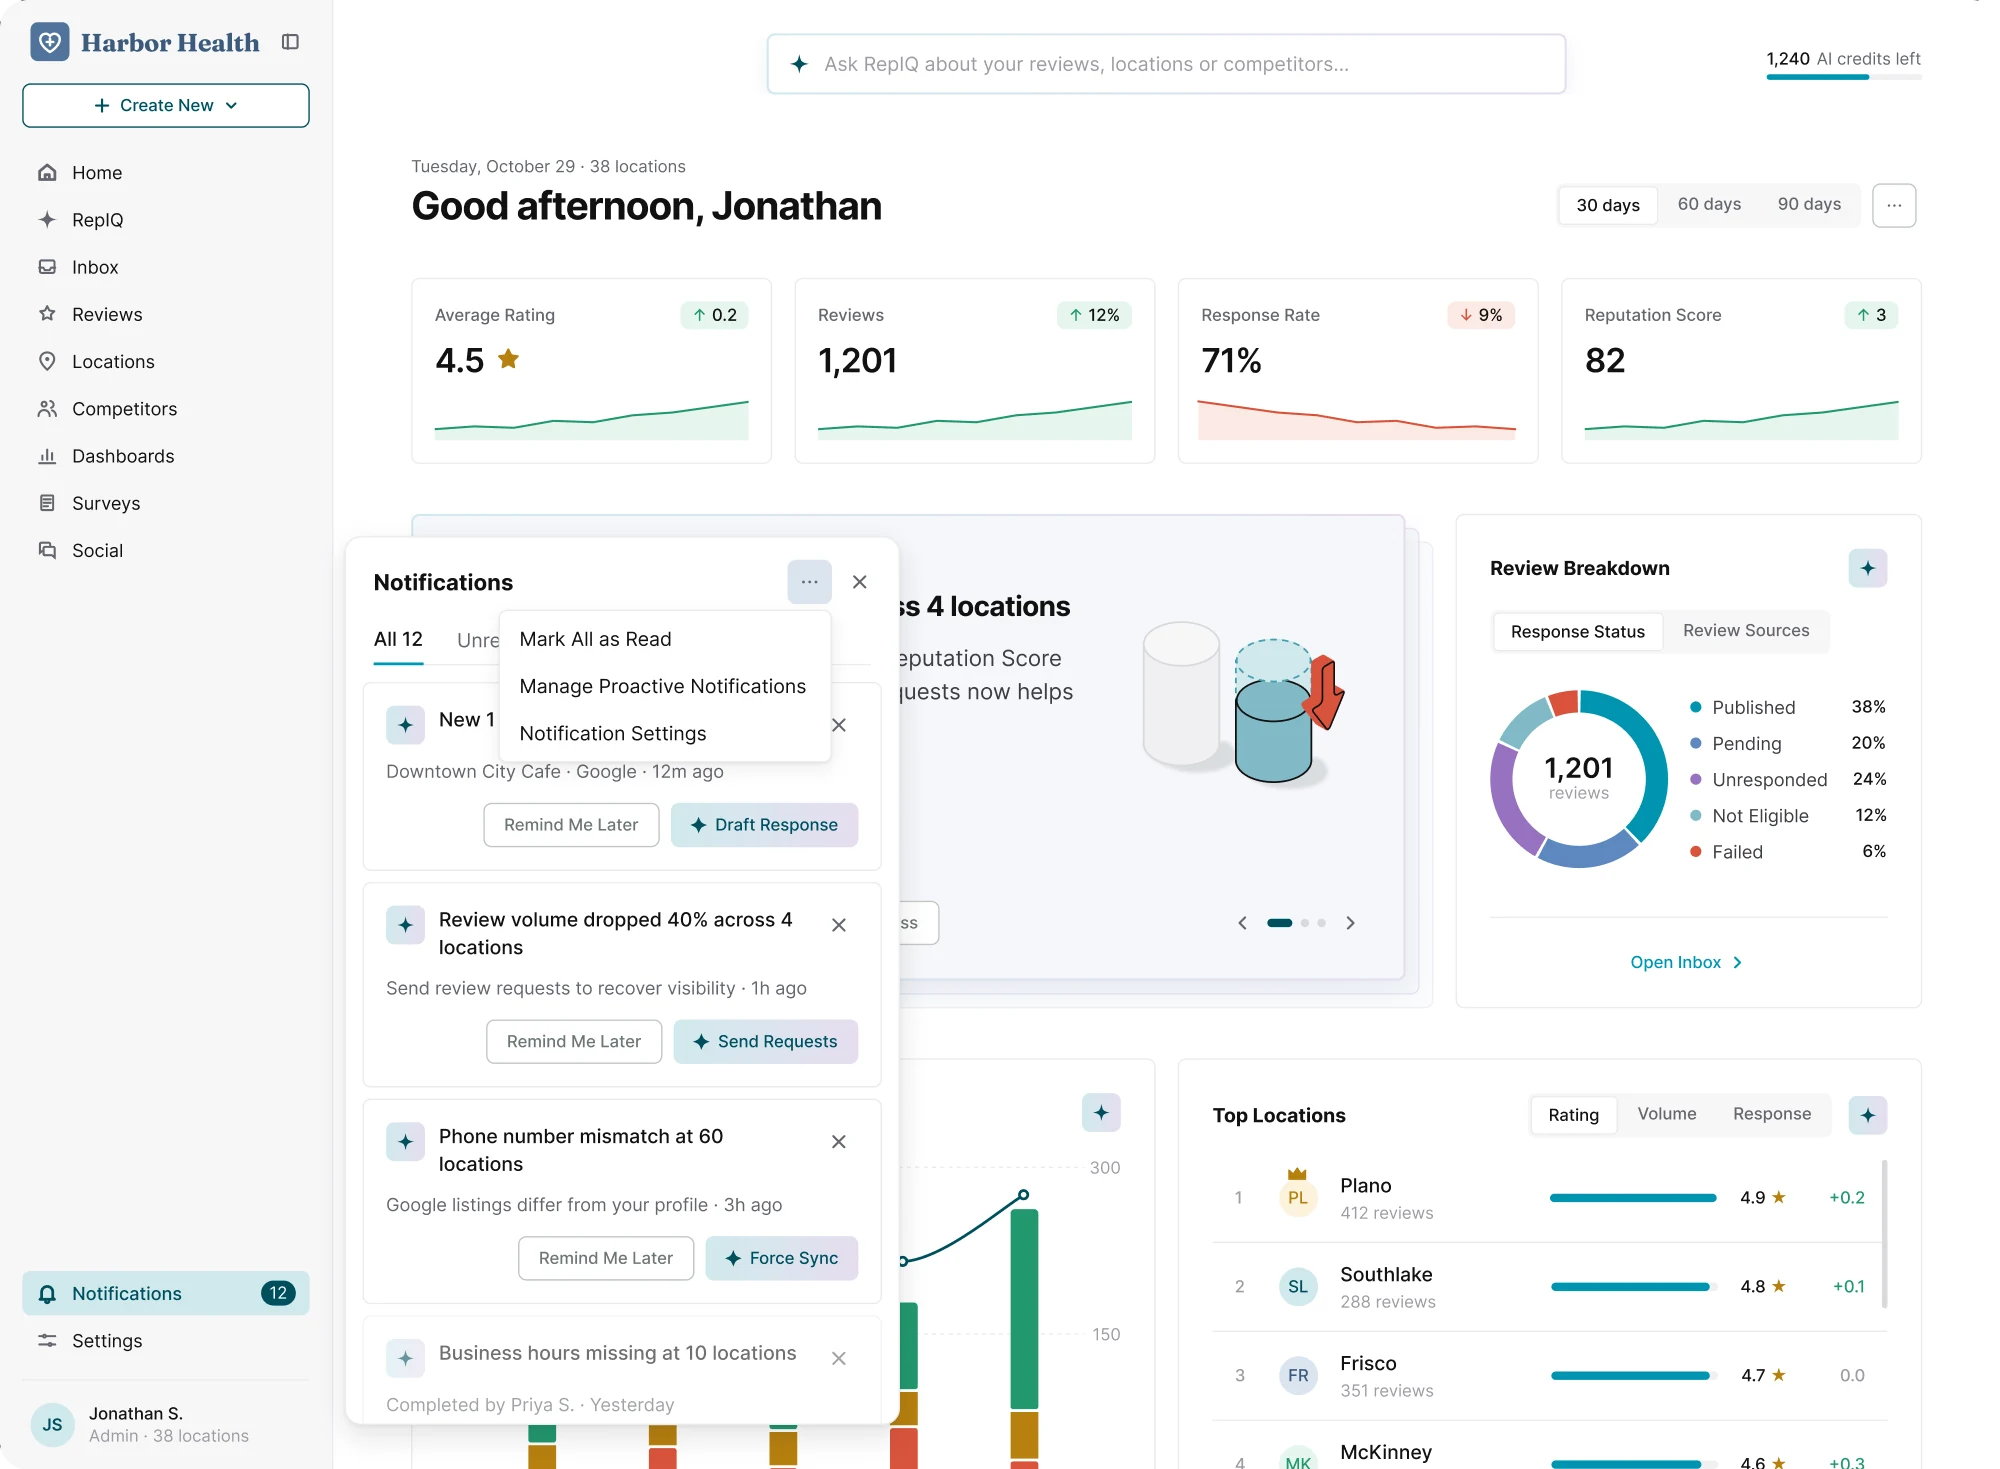 Harbor Health
Create New
Home
RepIQ
Inbox
Reviews
Locations
Competitors
Dashboards
Surveys
Social
Notifications 12
Settings
JS
Jonathan S.
Admin · 38 locations
Ask RepIQ about your reviews, locations or competitors...
1,240 AI credits left
Tuesday, October 29 · 38 locations
Good afternoon, Jonathan
30 days 60 days 90 days
Average Rating 0.2
4.5
Reviews 12%
1,201
Response Rate 9%
71%
Reputation Score 3
82
Notifications
All 12 Unre
Mark All as Read
Manage Proactive Notifications
Notification Settings
New 1
Downtown City Cafe · Google · 12m ago
Remind Me Later Draft Response
Review volume dropped 40% across 4
locations
Send review requests to recover visibility · 1h ago
Remind Me Later Send Requests
Phone number mismatch at 60
locations
Google listings differ from your profile · 3h ago
Remind Me Later Force Sync
Business hours missing at 10 locations
Completed by Priya S. · Yesterday
ss 4 locations
eputation Score
quests now helps
ss
Review Breakdown
Response Status Review Sources
1,201
reviews
Published 38%
Pending 20%
Unresponded 24%
Not Eligible 12%
Failed 6%
Open Inbox
300
150
Top Locations
Rating Volume Response
1 PL Plano 4.9 +0.2
412 reviews
2 SL Southlake 4.8 +0.1
288 reviews
3 FR Frisco 4.7 0.0
351 reviews
4 MK McKinney 4.6 +0.3